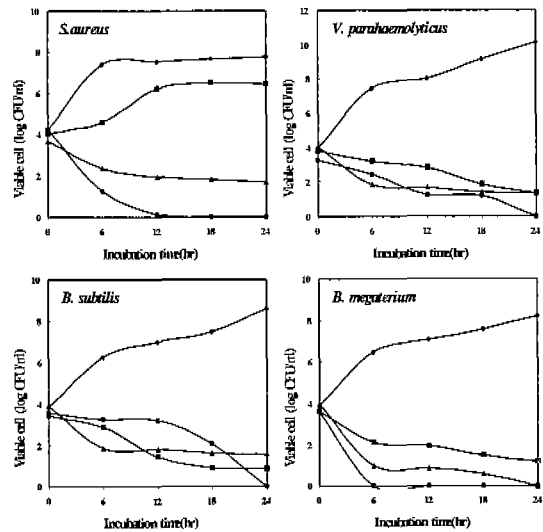 S.aureus
V. parahaemolyticus
Viable cell (log CFU/ml)
10
8
6
4
2
0
0 6 12 18 24
Incubation time(hr)
Viable cell (log CFU/ml)
12
10
8
6
4
2
0
0 6 12 18 24
Incubation time(hr)
B. subtilis
B. megaterium
Viable cell (log CFU/ml)
10
8
6
4
2
0
0 6 12 18 24
Incubation time(hr)
Viable cell (log CFU/ml)
10
8
6
4
2
0
0 6 12 18 24
Incubation time(hr)